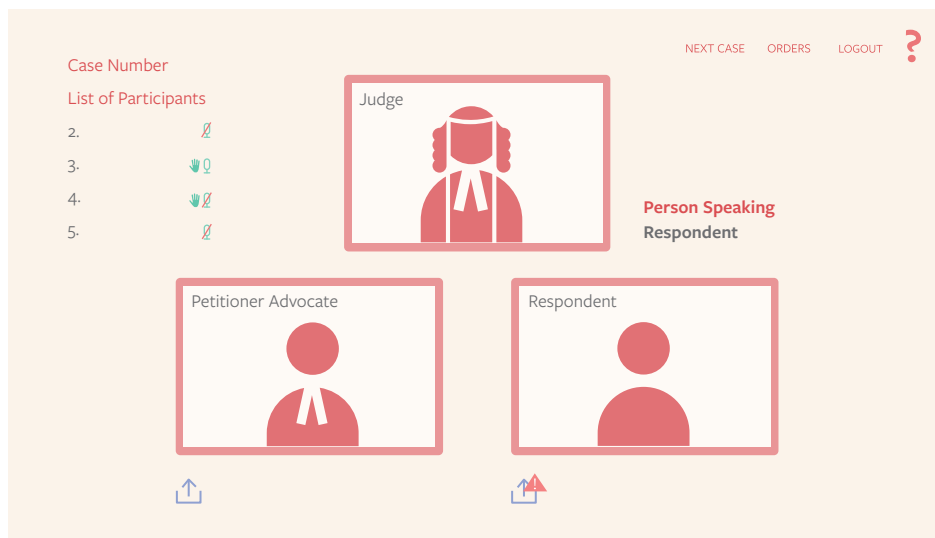 NEXT CASE ORDERS LOGOUT ?
Case Number
List of Participants
2.
3.
4.
5.
Judge
Person Speaking
Respondent
Petitioner Advocate
Respondent
!